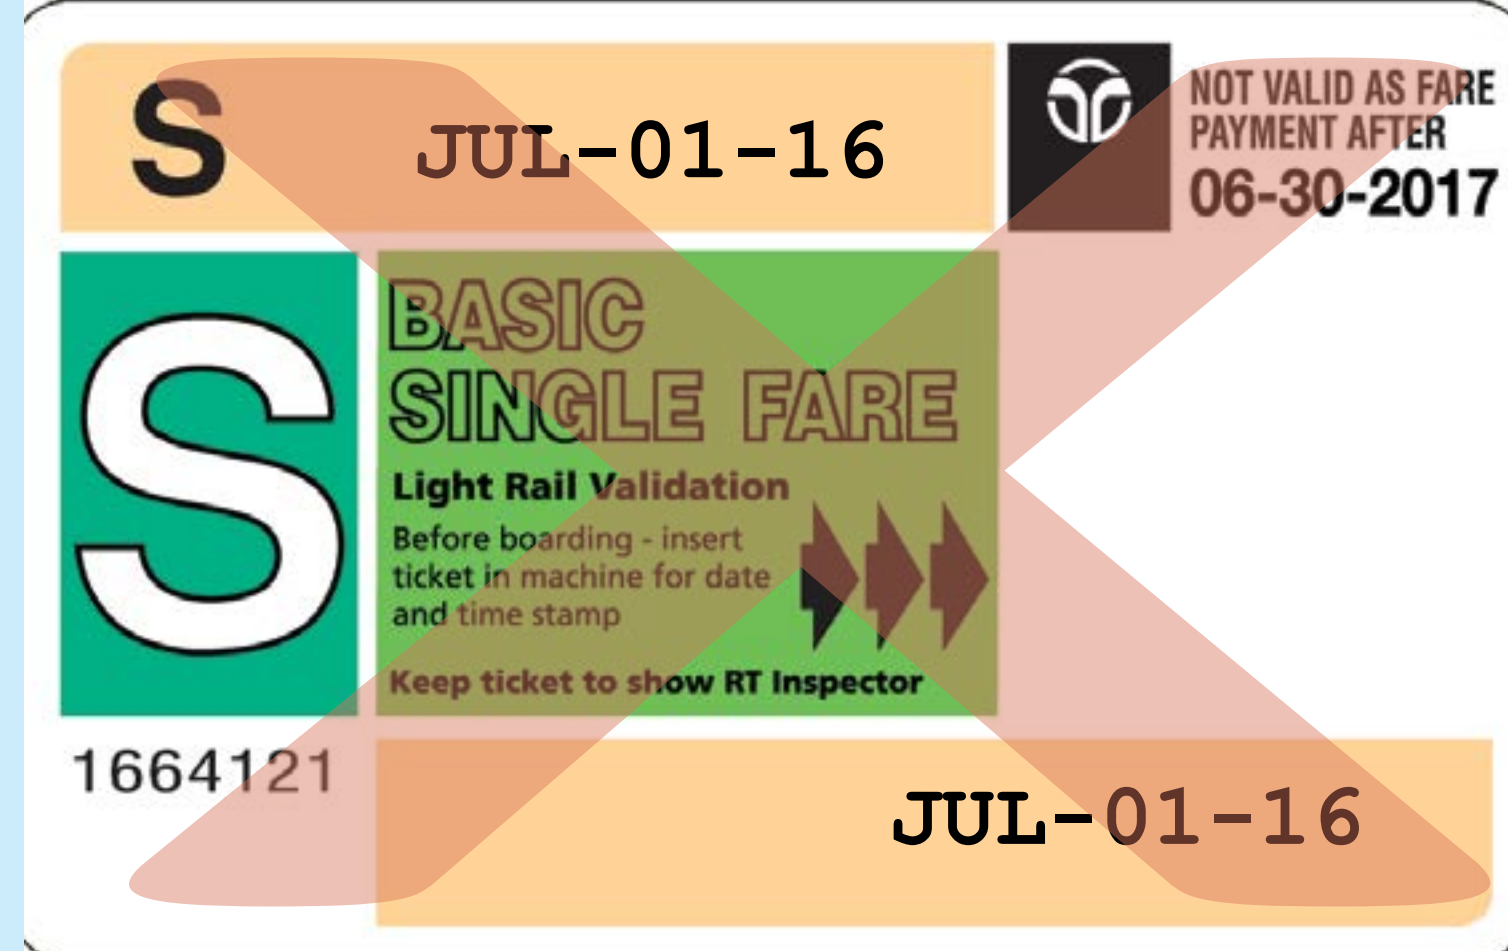 S
JUL-01-16
NOT VALID AS FARE
PAYMENT AFTER
06-30-2017
S
BASIC
SINGLE FARE
Light Rail Validation
Before boarding - insert
ticket in machine for date
and time stamp
Keep ticket to show RT Inspector
1664121
JUL-01-16